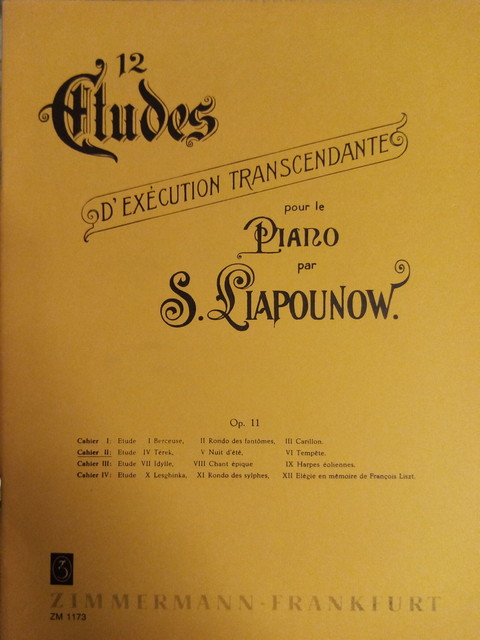 12
Etudes
D'EXÉCUTION TRANSCENDANTE
pour le
PIANO
par
S. LIAPOUNOW.
Op. 11
Cahier I: Etude I Berceuse, II Rondo des fantômes, III Carillon.
Cahier II: Etude IV Térek, V Nuit d'été, VI Tempête.
Cahier III: Etude VII Idylle, VIII Chant épique IX Harpes éoliennes.
Cahier IV: Etude X Lesghinka, XI Rondo des sylphes, XII Elégie en mémoire de François Liszt.
ZIMMERMANN-FRANKFURT
ZM 1173